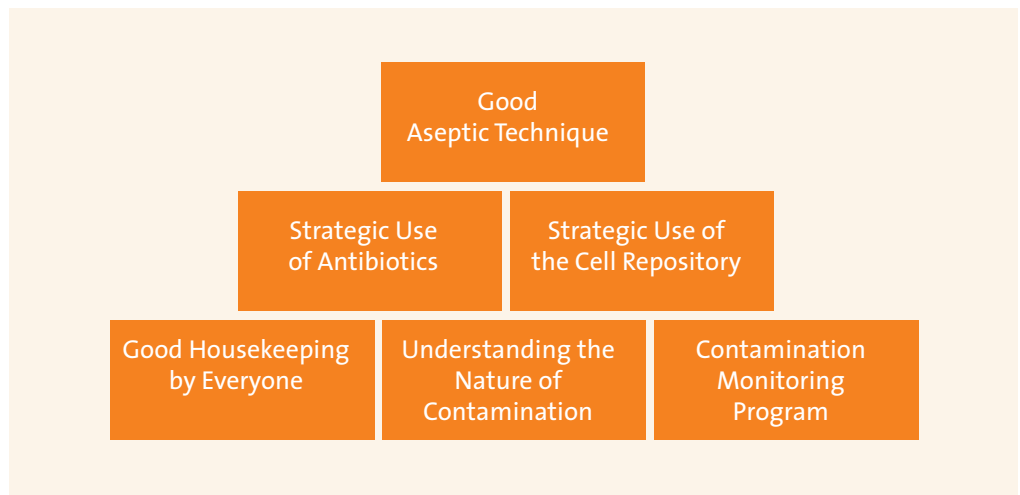 Good
Aseptic Technique
Strategic Use
of Antibiotics
Strategic Use of
the Cell Repository
Good Housekeeping
by Everyone
Understanding the
Nature of
Contamination
Contamination
Monitoring
Program